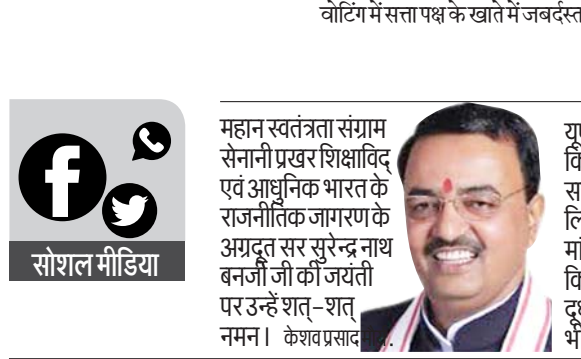 वोटिंग में सत्ता पक्ष के खाते में जबर्दस्त
सोशल मीडिया
महान स्वतंत्रता संग्राम
सेनानी प्रखर शिक्षाविद्
एवं आधुनिक भारत के
राजनीतिक जागरण के
अग्रदूत सर सुरेन्द्र नाथ
बनर्जी जी की जयंती
पर उन्हें शत्-शत्
नमन। केशव प्रसाद